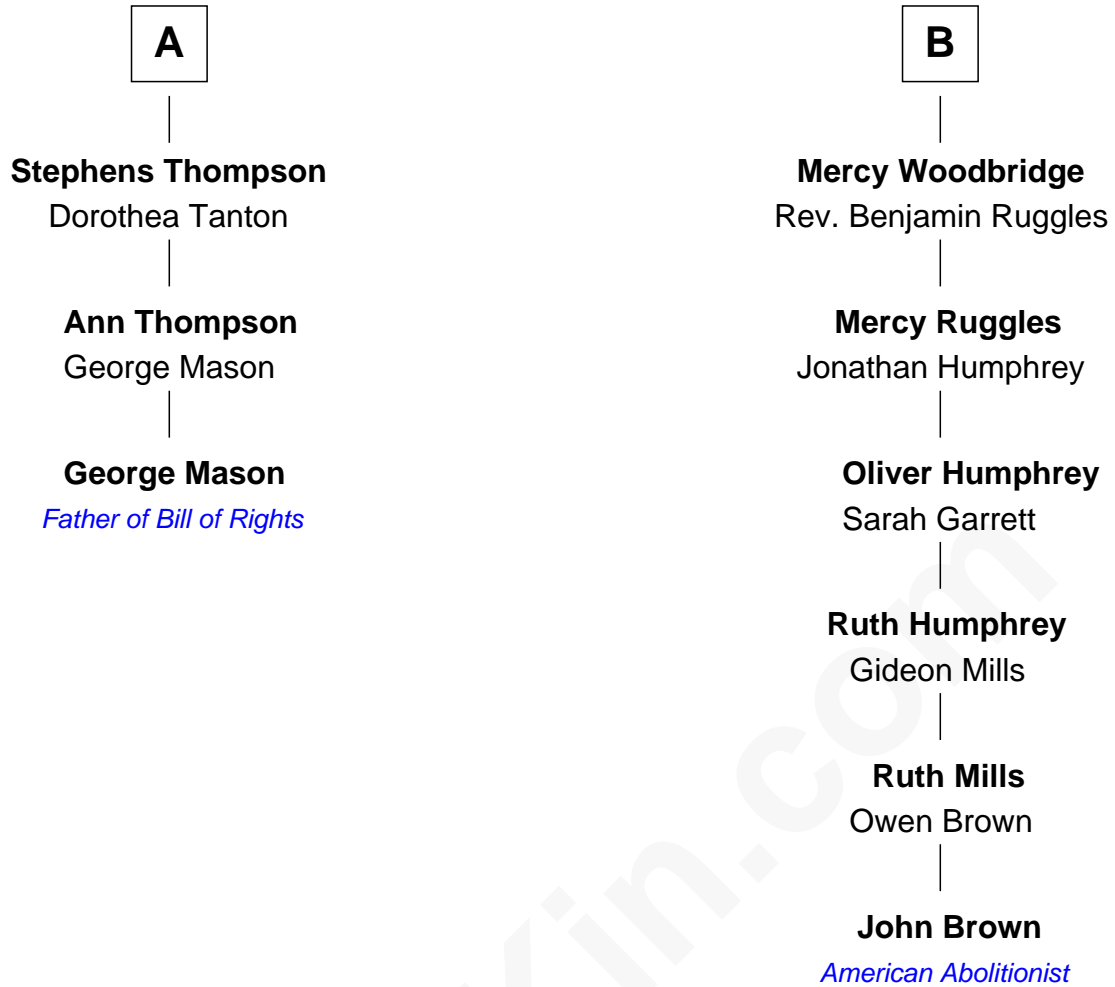 A
Stephens Thompson
Dorothea Tanton
Ann Thompson
George Mason
George Mason
Father of Bill of Rights
B
Mercy Woodbridge
Rev. Benjamin Ruggles
Mercy Ruggles
Jonathan Humphrey
Oliver Humphrey
Sarah Garrett
Ruth Humphrey
Gideon Mills
Ruth Mills
Owen Brown
John Brown
American Abolitionist
Kin.com